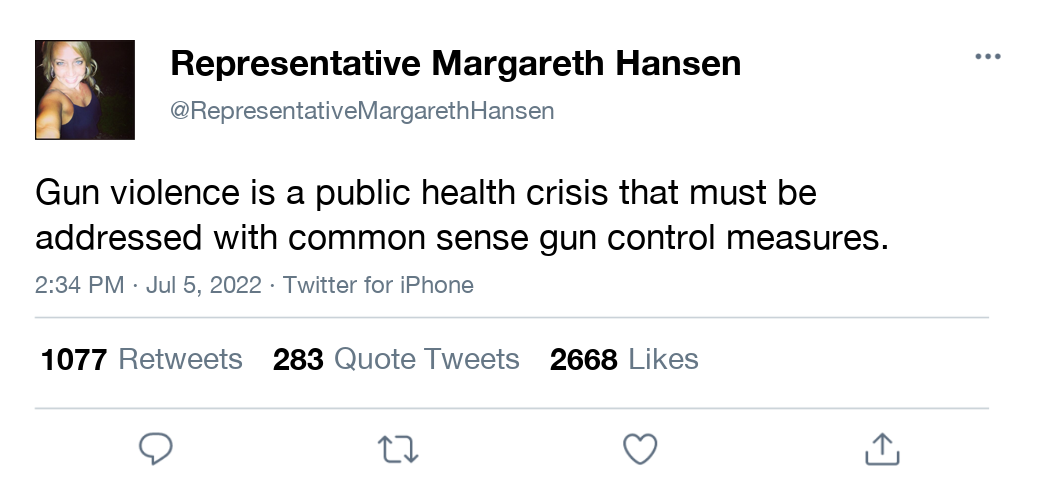 Representative Margareth Hansen
@RepresentativeMargarethHansen
Gun violence is a public health crisis that must be
addressed with common sense gun control measures.
2:34 PM · Jul 5, 2022 · Twitter for iPhone
1077 Retweets 283 Quote Tweets 2668 Likes